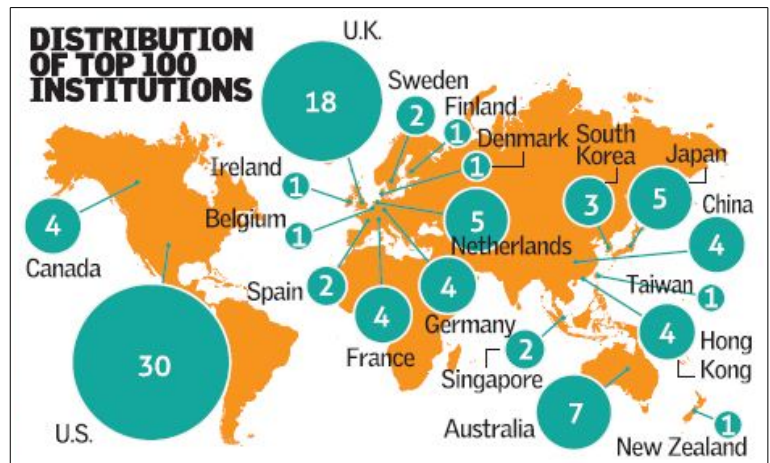 DISTRIBUTION
OF TOP 100
INSTITUTIONS
U.K.
18
Sweden
2
Finland
1
Denmark
1
South
Korea
3
Japan
5
China
4
Ireland
1
Belgium
1
Netherlands
5
Canada
4
Spain
2
France
4
Germany
4
Taiwan
1
Hong
Kong
4
Singapore
2
U.S.
30
Australia
7
New Zealand
1